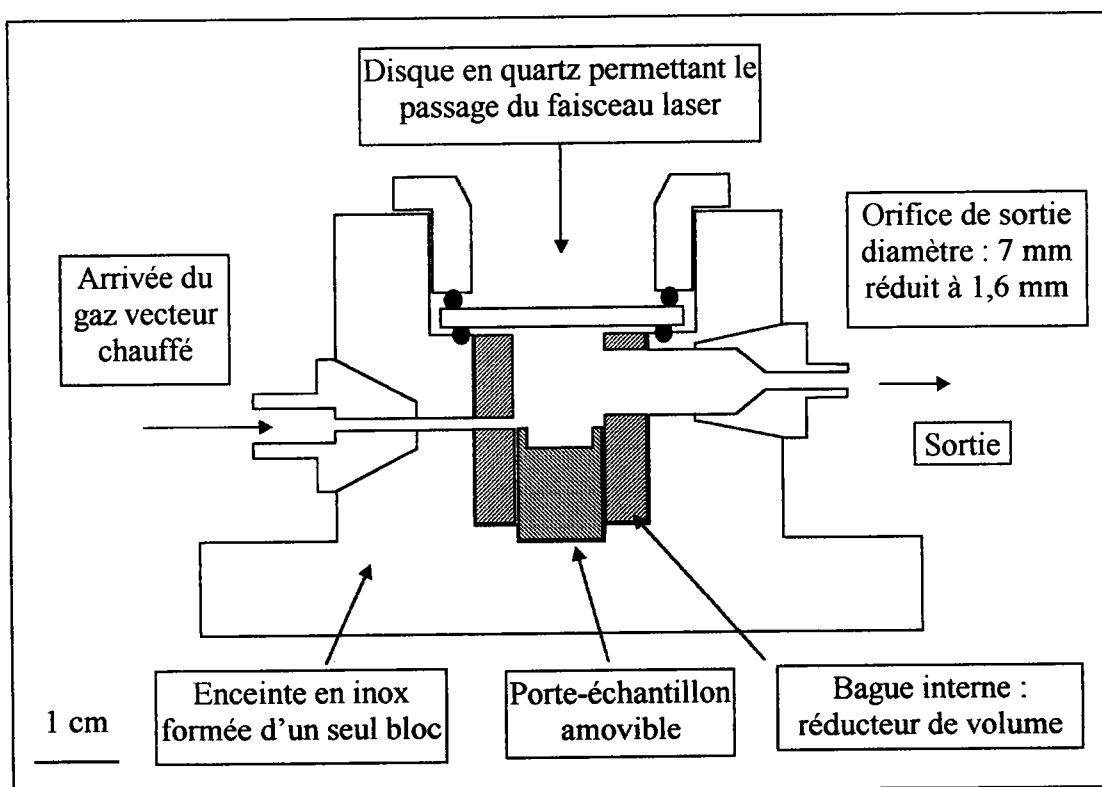 Disque en quartz permettant le
passage du faisceau laser
Orifice de sortie
diamètre : 7 mm
réduit à 1,6 mm
Arrivée du
gaz vecteur
chauffé
Sortie
Enceinte en inox
formée d'un seul bloc
Porte-échantillon
amovible
Bague interne :
réducteur de volume
1 cm